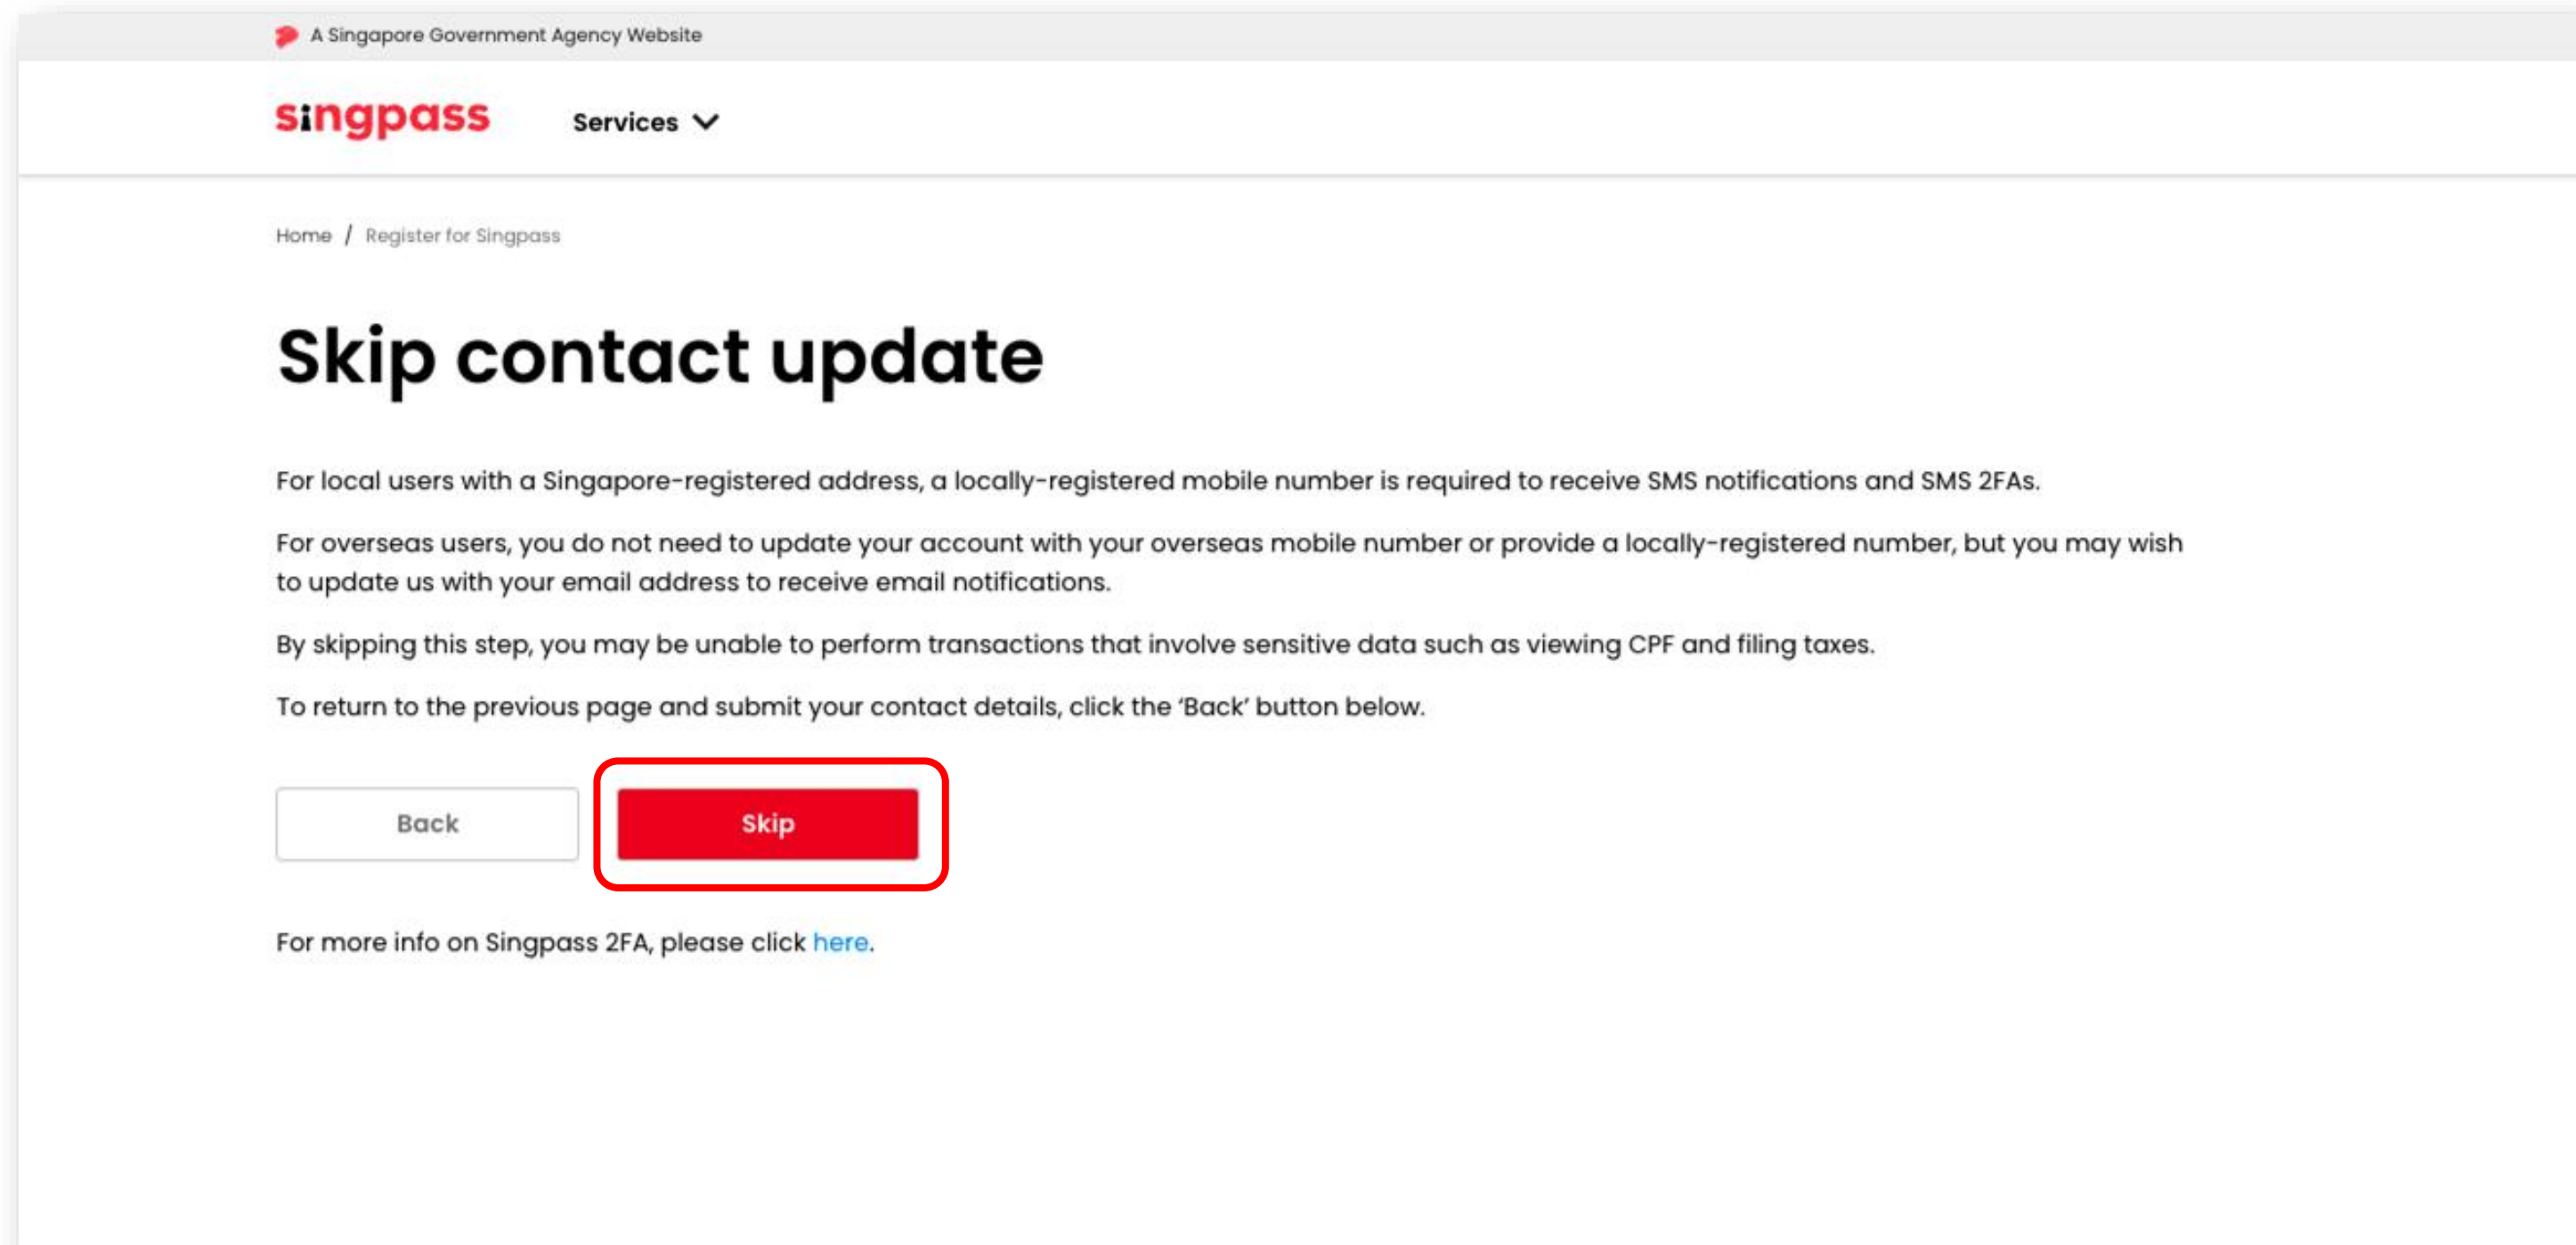 A Singapore Government Agency Website
singpass
Services
Home / Register for Singpass
Skip contact update
For local users with a Singapore-registered address, a locally-registered mobile number is required to receive SMS notifications and SMS 2FAs.
For overseas users, you do not need to update your account with your overseas mobile number or provide a locally-registered number, but you may wish
to update us with your email address to receive email notifications.
By skipping this step, you may be unable to perform transactions that involve sensitive data such as viewing CPF and filing taxes.
To return to the previous page and submit your contact details, click the ‘Back’ button below.
Back
Skip
For more info on Singpass 2FA, please click here.